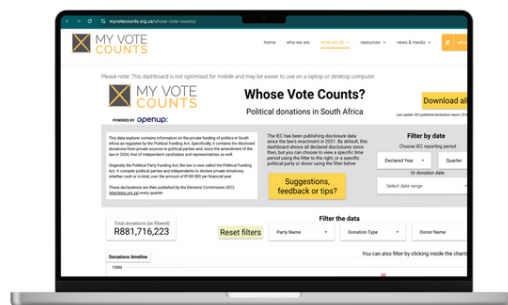 myvotecounts.org.za/whose-vote-counts/
MY VOTE
COUNTS
home who we are what we do resources news & media
Please note: This dashboard is not optimised for mobile and may be easier to use on a laptop or desktop computer
MY VOTE
COUNTS
POWERED BY openup:
Whose Vote Counts?
Political donations in South Africa
Download all
This data explorer contains information on the private funding of politics in South
Africa as regulated by the Political Funding Act. Specifically, it contains the disclosed
donations from private sources to political parties and, since the amendment of the
law in 2024, that of independent candidates and representatives as well.
Originally the Political Party Funding Act, the law is now called the Political Funding
Act. It compels political parties and independents to declare private donations,
whether cash or in-kind, over the amount of R100 000 per financial year.
These donations are then published by the Electoral Commission (IEC)
every quarter.
The IEC has been publishing disclosure data
since the law's enactment in 2021. By default, this
dashboard shows all declared disclosures since
then, but you can choose to view a specific time
period using the filter to the right, or a specific
political party or donor using the filter below
Suggestions,
feedback or tips?
Filter by date
Choose IEC reporting period
Declared Year Quarter
Or donation date
Select date range
Filter the data
Total donations (as filtered)
R881,716,223
Reset filters
Party Name Donation Type Donor Name
You can also filter by clicking inside the charts
Donations timeline